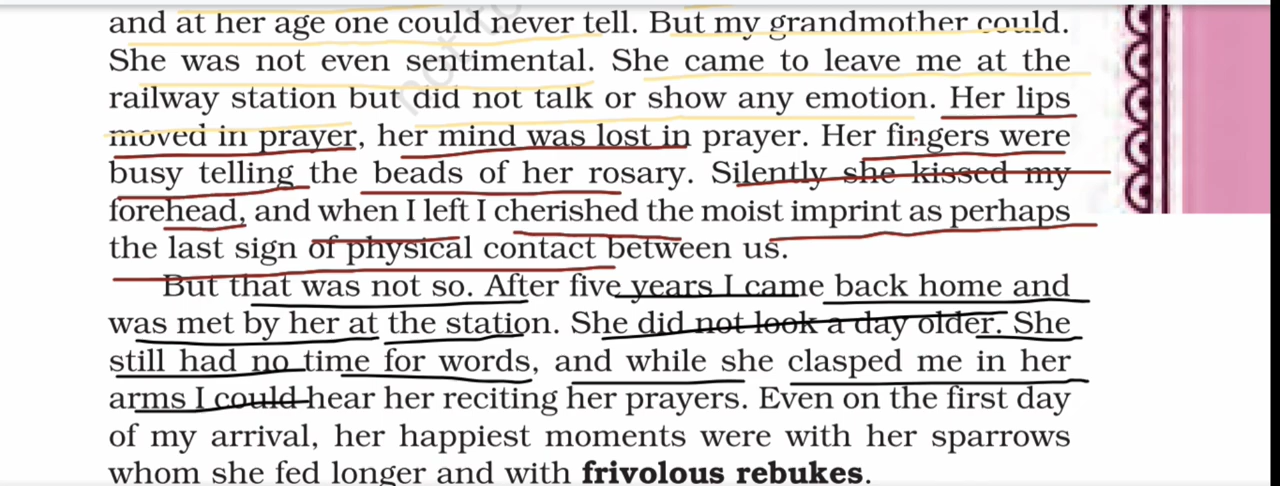 and at her age one could never tell. But my grandmother could.
She was not even sentimental. She came to leave me at the
railway station but did not talk or show any emotion. Her lips
moved in prayer, her mind was lost in prayer. Her fingers were
busy telling the beads of her rosary. Silently she kissed my
forehead, and when I left I cherished the moist imprint as perhaps
the last sign of physical contact between us.
But that was not so. After five years I came back home and
was met by her at the station. She did not look a day older. She
still had no time for words, and while she clasped me in her
arms I could hear her reciting her prayers. Even on the first day
of my arrival, her happiest moments were with her sparrows
whom she fed longer and with frivolous rebukes.
not to